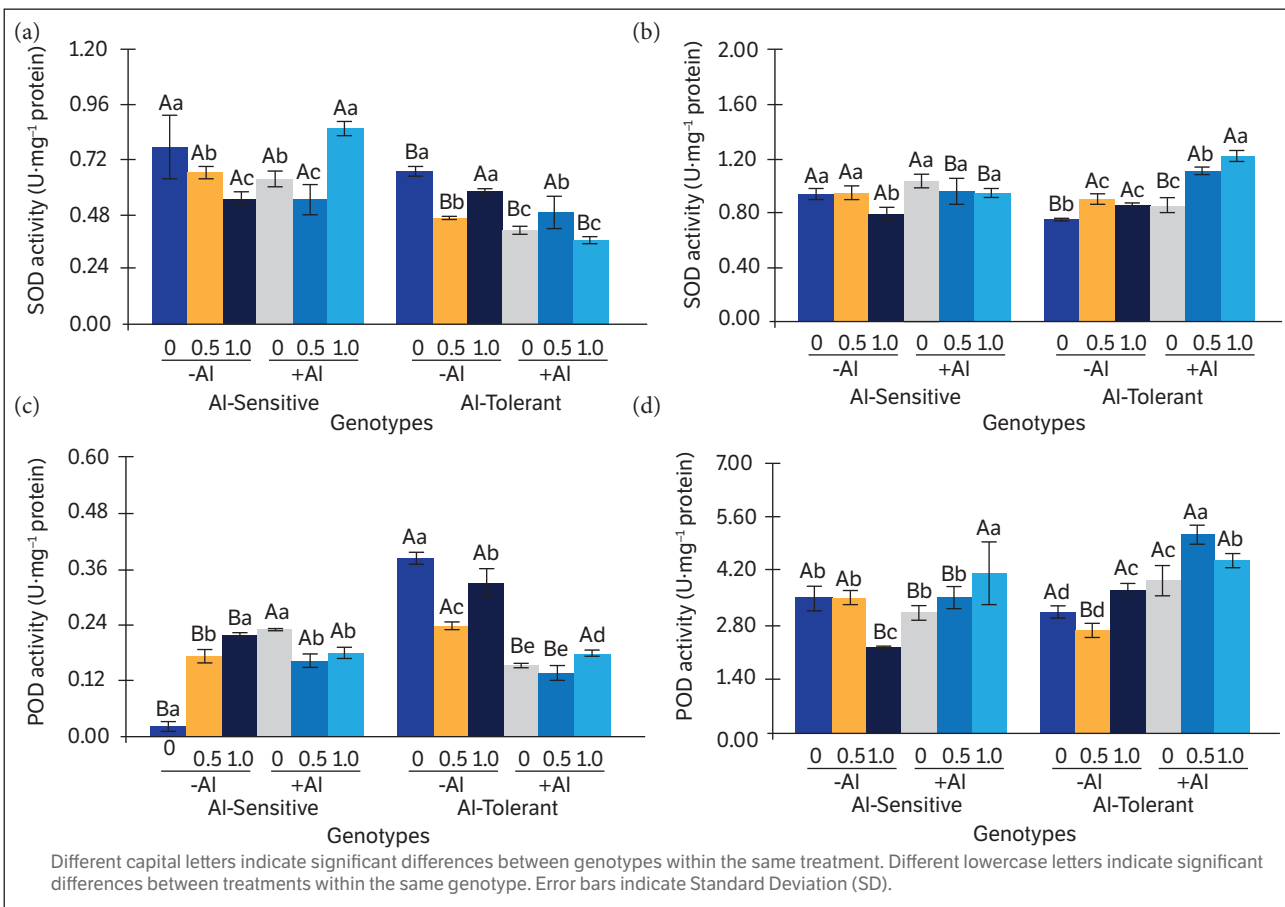 (a)
SOD activity (U·mg⁻¹ protein)
1.20
0.96
0.72
0.48
0.24
0.00
Aa Ab Ac Ab Ac Aa Ba Bb Aa Bc Ab Bc
0 0.5 1.0 0 0.5 1.0 0 0.5 1.0 0 0.5 1.0
-Al +Al -Al +Al
Al-Sensitive Al-Tolerant
Genotypes
(b)
SOD activity (U·mg⁻¹ protein)
2.00
1.60
1.20
0.80
0.40
0.00
Aa Aa Ab Aa Ba Ba Bb Ac Ac Bc Ab Aa
0 0.5 1.0 0 0.5 1.0 0 0.5 1.0 0 0.5 1.0
-Al +Al -Al +Al
Al-Sensitive Al-Tolerant
Genotypes
(c)
POD activity (U·mg⁻¹ protein)
0.60
0.48
0.36
0.24
0.12
0.00
Ba Bb Ba Aa Ab Ab Aa Ac Ab Be Be Ad
0 0.5 1.0 0 0.5 1.0 0 0.5 1.0 0 0.5 1.0
-Al +Al -Al +Al
Al-Sensitive Al-Tolerant
Genotypes
(d)
POD activity (U·mg⁻¹ protein)
7.00
5.60
4.20
2.80
1.40
0.00
Ab Ab Bc Bb Bb Aa Ad Bd Ac Ac Aa Ab
0 0.5 1.0 0 0.5 1.0 0 0.5 1.0 0 0.5 1.0
-Al +Al -Al +Al
Al-Sensitive Al-Tolerant
Genotypes
Different capital letters indicate significant differences between genotypes within the same treatment. Different lowercase letters indicate significant
differences between treatments within the same genotype. Error bars indicate Standard Deviation (SD).